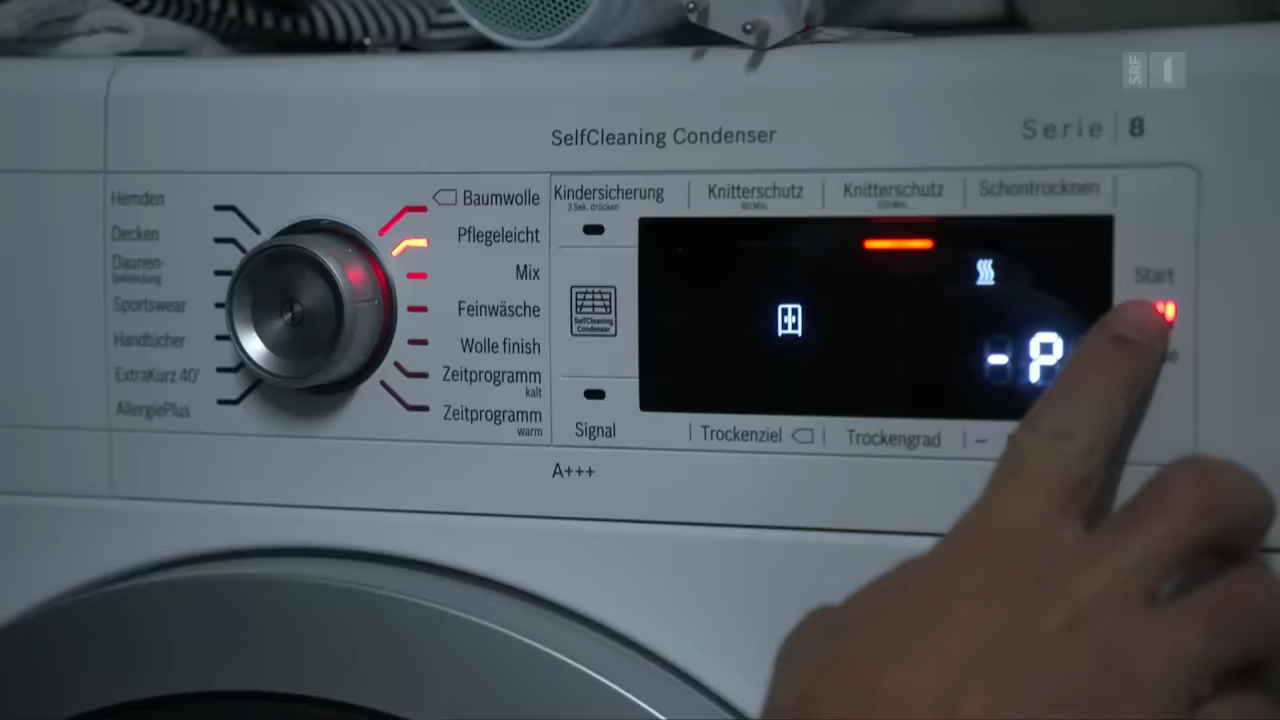 SRF 1
SelfCleaning Condenser
Serie 8
Hemden
Decken
Daunen-
bekleidung
Sportswear
Handtücher
ExtraKurz 40'
AllergiePlus
Baumwolle
Pflegeleicht
Mix
Feinwäsche
Wolle finish
Zeitprogramm
kalt
Zeitprogramm
warm
Kindersicherung
3 Sek. drücken
SelfCleaning
Condenser
Signal
Knitterschutz
60 Min.
Knitterschutz
120 Min.
Schontrocknen
Start
-P
Trockenziel
Trockengrad
-
A+++